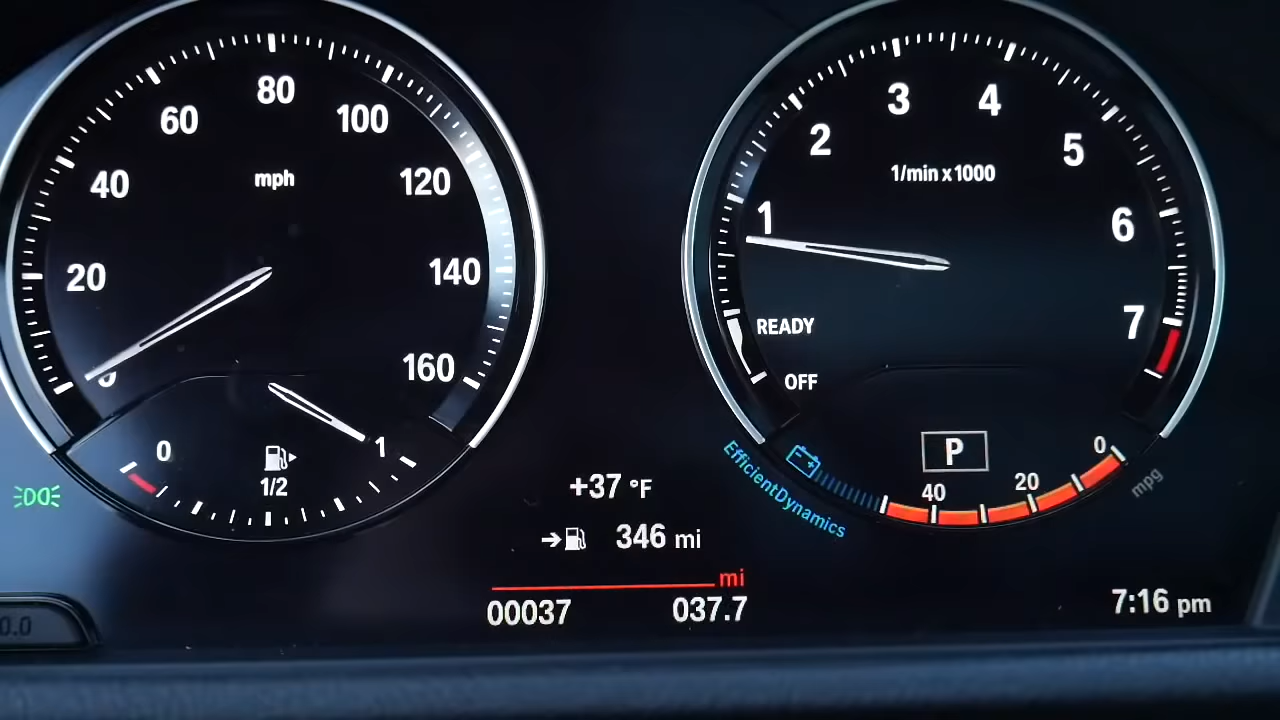 80
60
100
40
120
mph
20
140
160
0
1
1/2
3
4
2
5
1/min x 1000
1
6
READY
7
OFF
P
0
20
40
mpg
EfficientDynamics
+37 °F
346 mi
mi
00037
037.7
7:16 pm
0.0